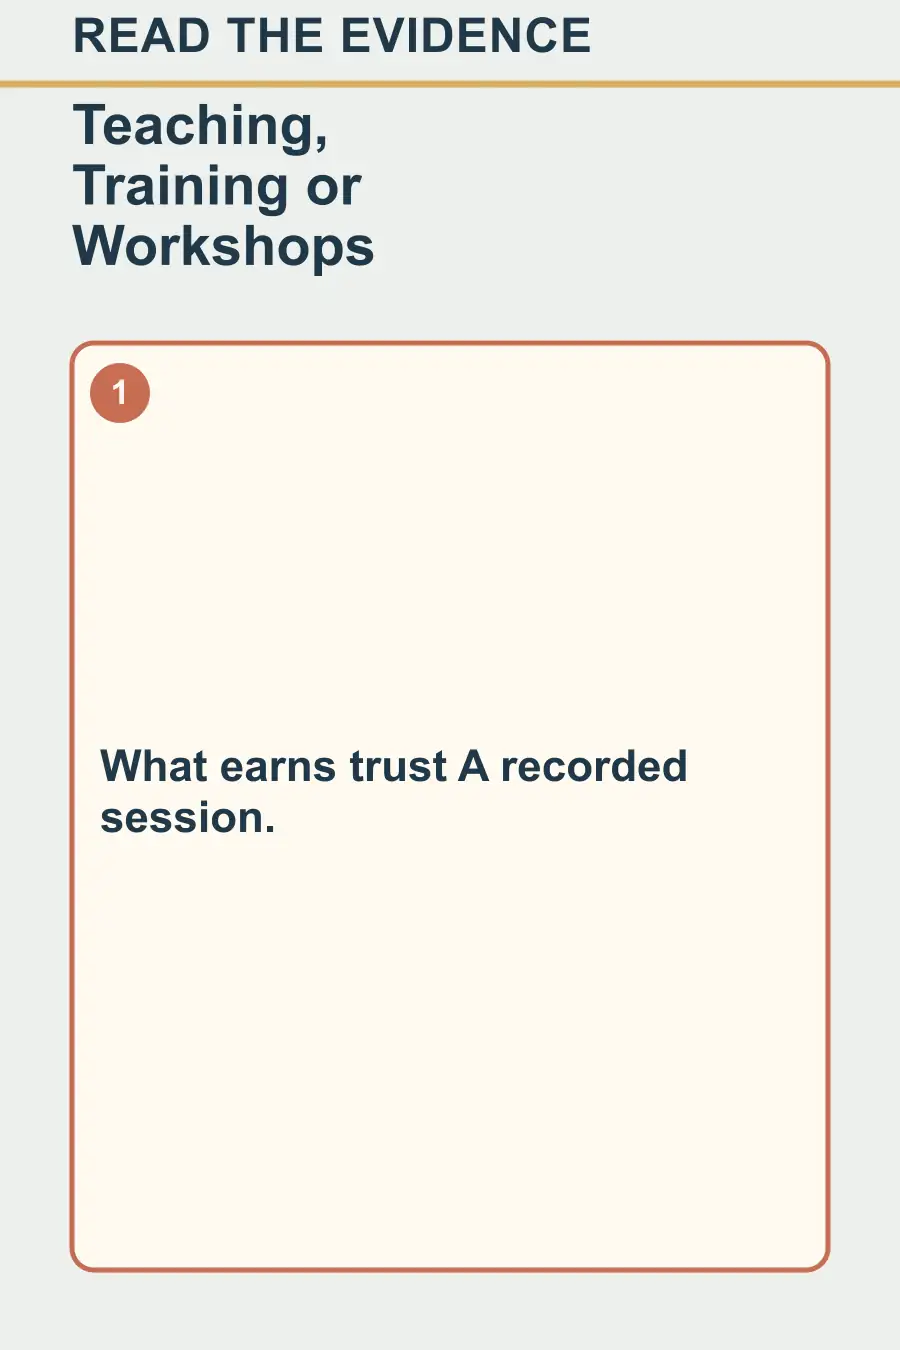 READ THE EVIDENCE
Teaching,
Training or
Workshops
1
What earns trust A recorded
session.